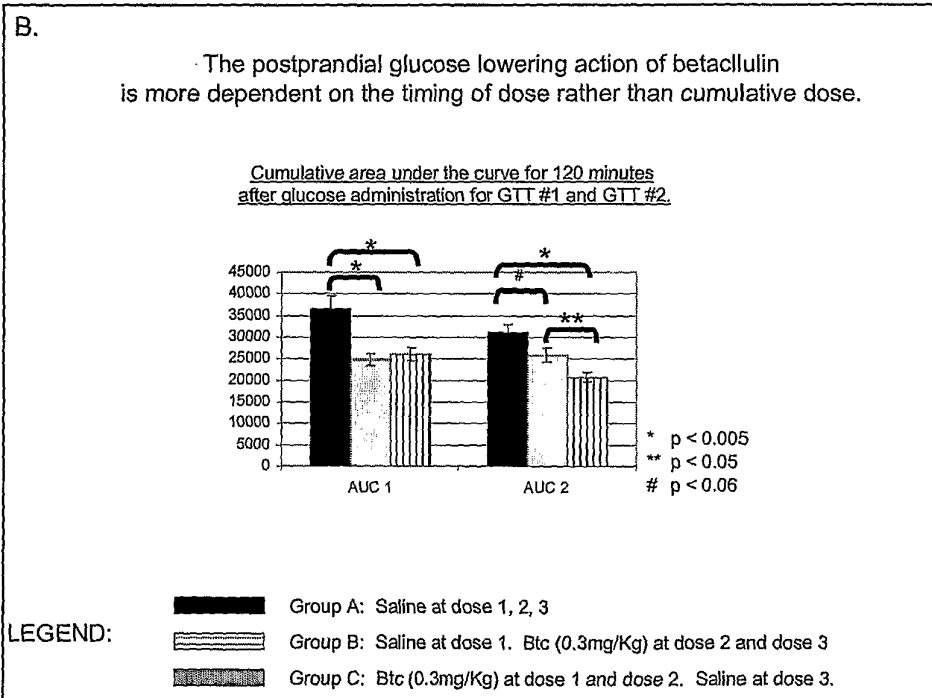 B.
The postprandial glucose lowering action of betacllulin
is more dependent on the timing of dose rather than cumulative dose.
Cumulative area under the curve for 120 minutes
after glucose administration for GTT #1 and GTT #2.
* *
* # **
45000
40000
35000
30000
25000
20000
15000
10000
5000
0
AUC 1 AUC 2
* p < 0.005
** p < 0.05
# p < 0.06
LEGEND:
Group A: Saline at dose 1, 2, 3
Group B: Saline at dose 1. Btc (0.3mg/Kg) at dose 2 and dose 3
Group C: Btc (0.3mg/Kg) at dose 1 and dose 2. Saline at dose 3.